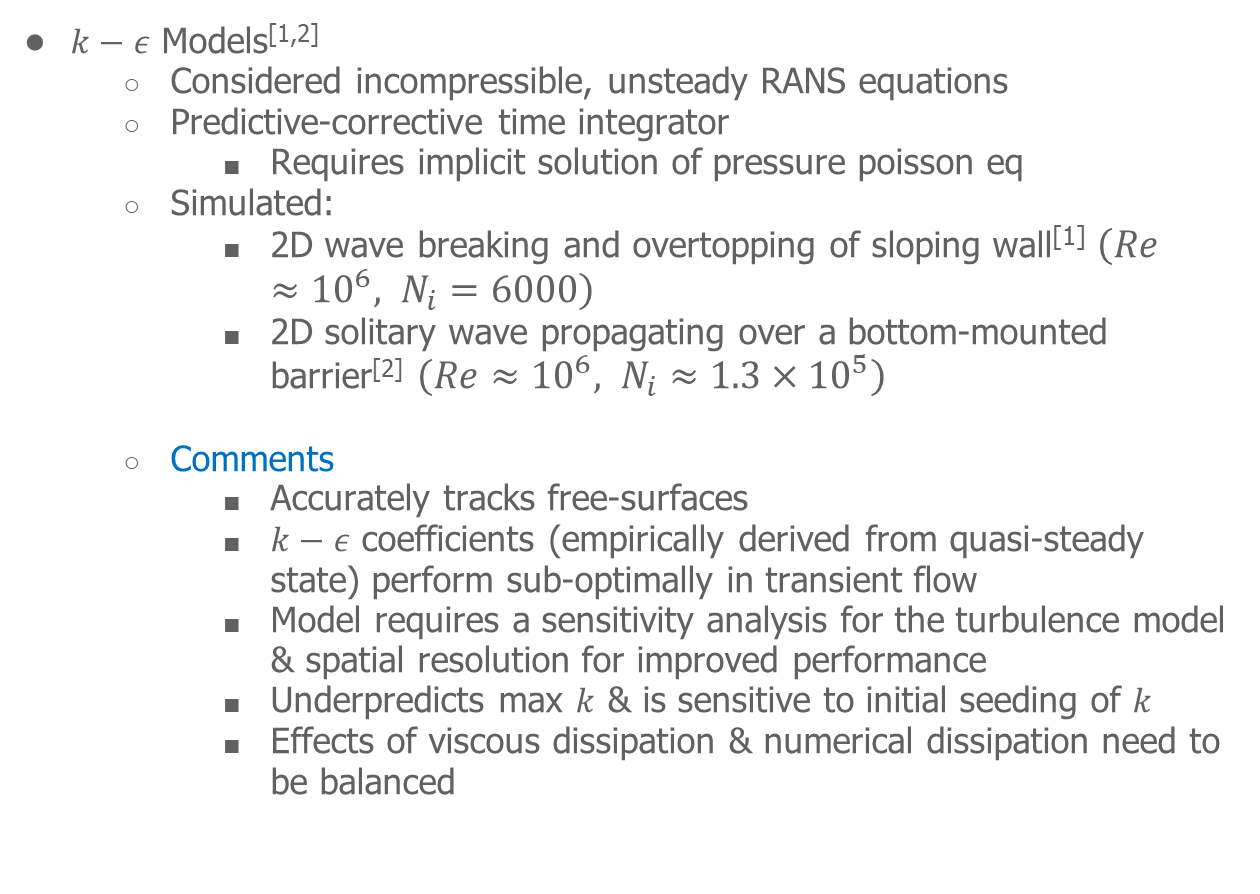 ● k − ϵ Models[1,2]
○ Considered incompressible, unsteady RANS equations
○ Predictive-corrective time integrator
■ Requires implicit solution of pressure poisson eq
○ Simulated:
■ 2D wave breaking and overtopping of sloping wall[1] (Re
≈ 10⁶, Nᵢ = 6000)
■ 2D solitary wave propagating over a bottom-mounted
barrier[2] (Re ≈ 10⁶, Nᵢ ≈ 1.3 × 10⁵)
○ Comments
■ Accurately tracks free-surfaces
■ k − ϵ coefficients (empirically derived from quasi-steady
state) perform sub-optimally in transient flow
■ Model requires a sensitivity analysis for the turbulence model
& spatial resolution for improved performance
■ Underpredicts max k & is sensitive to initial seeding of k
■ Effects of viscous dissipation & numerical dissipation need to
be balanced